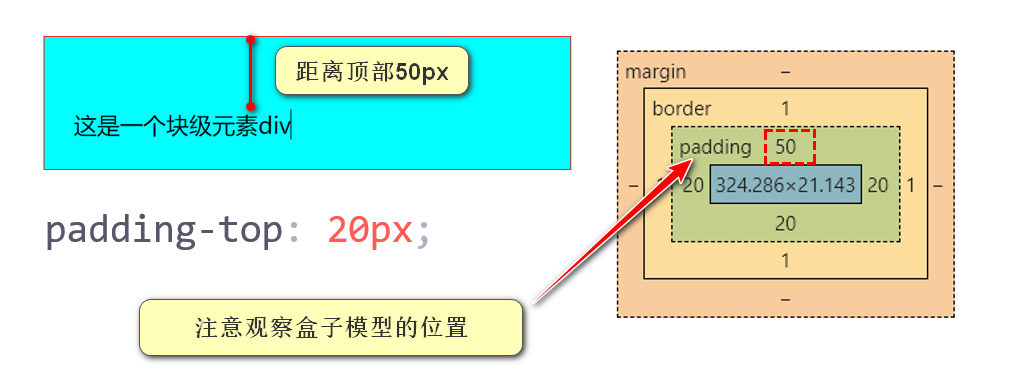 距离顶部50px
这是一个块级元素div
padding-top: 20px;
注意观察盒子模型的位置
margin –
border 1
padding 50
– 1 20 324.286×21.143 20 1 –
20
1
–